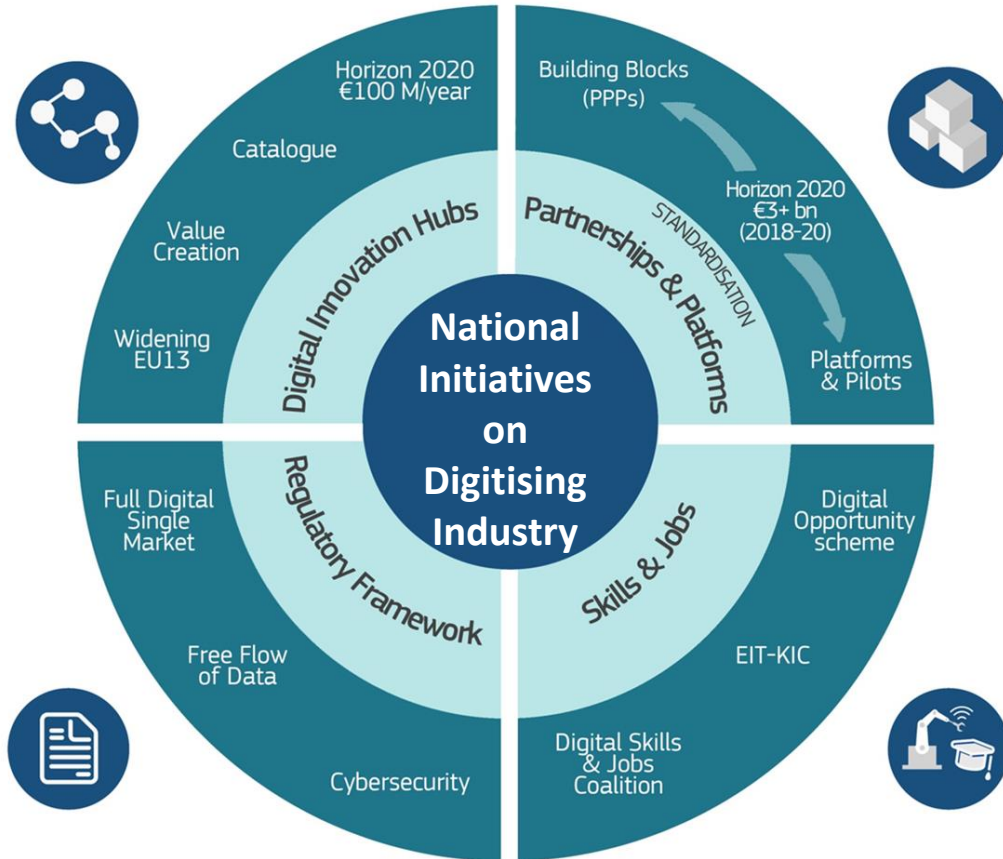 Horizon 2020
€100 M/year
Catalogue
Value
Creation
Widening
EU13
Digital Innovation Hubs
Building Blocks
(PPPs)
Horizon 2020
€3+ bn
(2018-20)
Platforms
& Pilots
STANDARDISATION
Partnerships & Platforms
National
Initiatives
on
Digitising
Industry
Full Digital
Single
Market
Free Flow
of Data
Cybersecurity
Regulatory Framework
Skills & Jobs
Digital
Opportunity
scheme
EIT-KIC
Digital Skills
& Jobs
Coalition